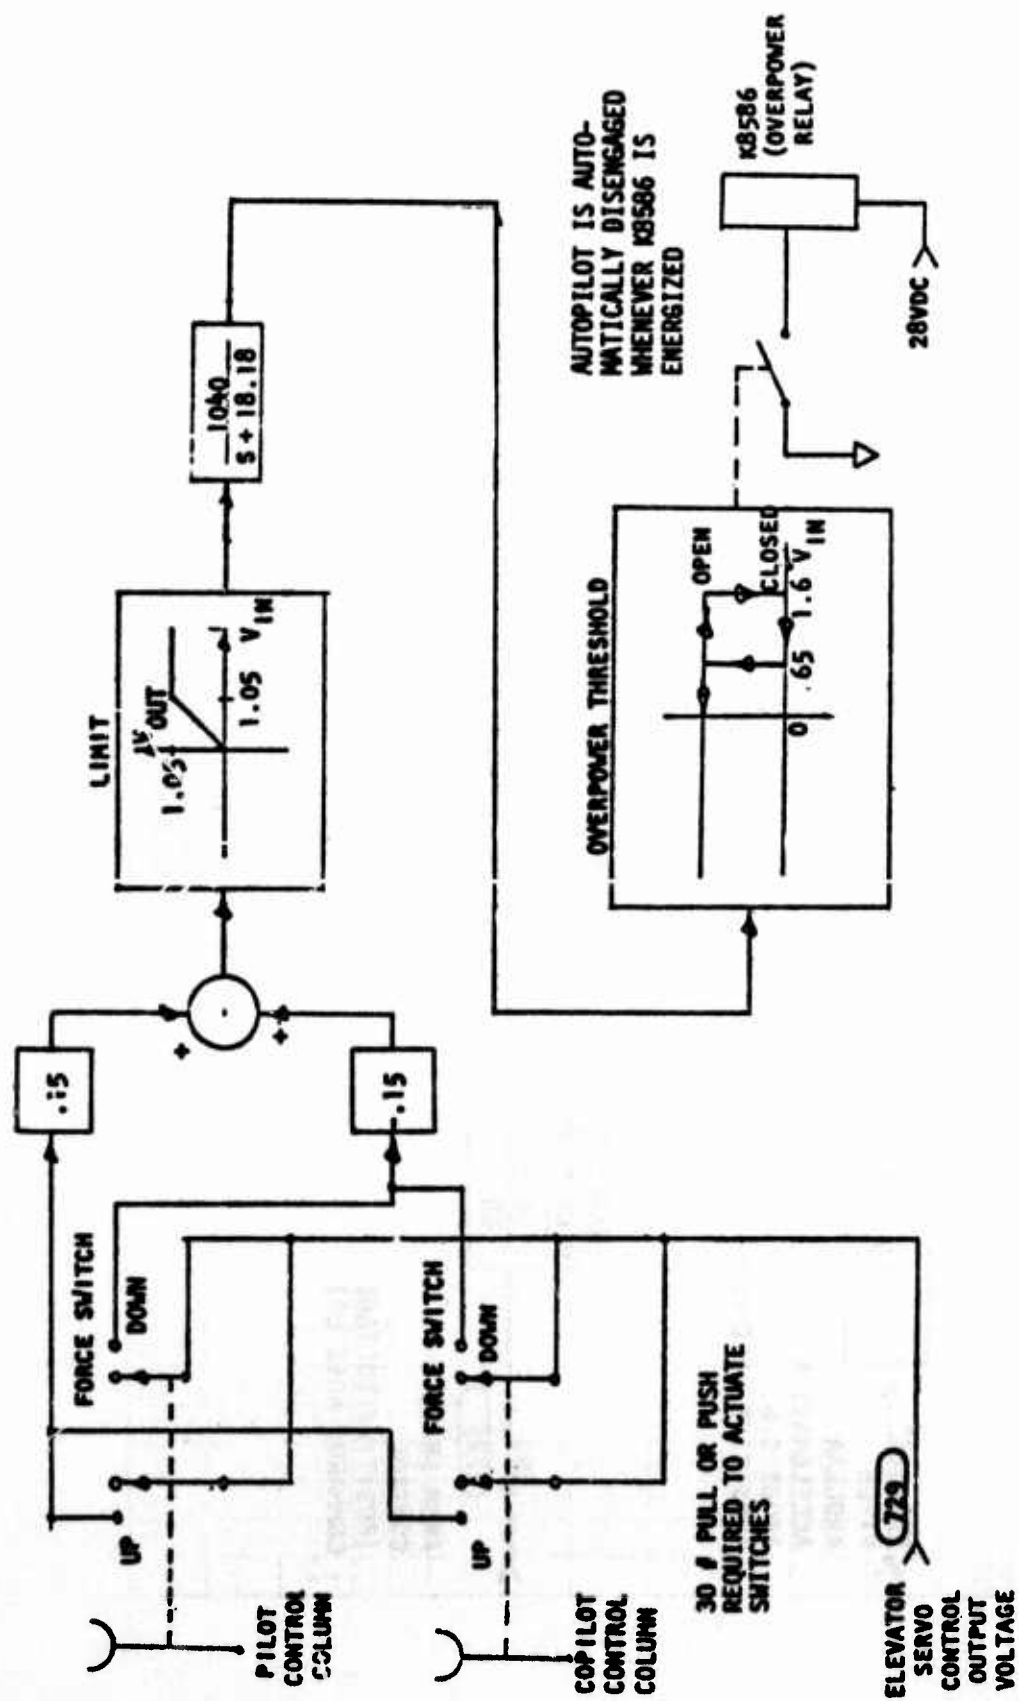 FORCE SWITCH
UP
DOWN
PILOT
CONTROL
COLUMN
FORCE SWITCH
UP
DOWN
COPILOT
CONTROL
COLUMN
30 # PULL OR PUSH
REQUIRED TO ACTUATE
SWITCHES
729
ELEVATOR
SERVO
CONTROL
OUTPUT
VOLTAGE
.15
.15
+
+
LIMIT
OUT
1.05
1.05 V IN
1040
S + 18.18
OVERPOWER THRESHOLD
OPEN
CLOSED
0 .65 1.6 V IN
AUTOPILOT IS AUTO-
MATICALLY DISENGAGED
WHENEVER K8586 IS
ENERGIZED
K8586
(OVERPOWER
RELAY)
28VDC